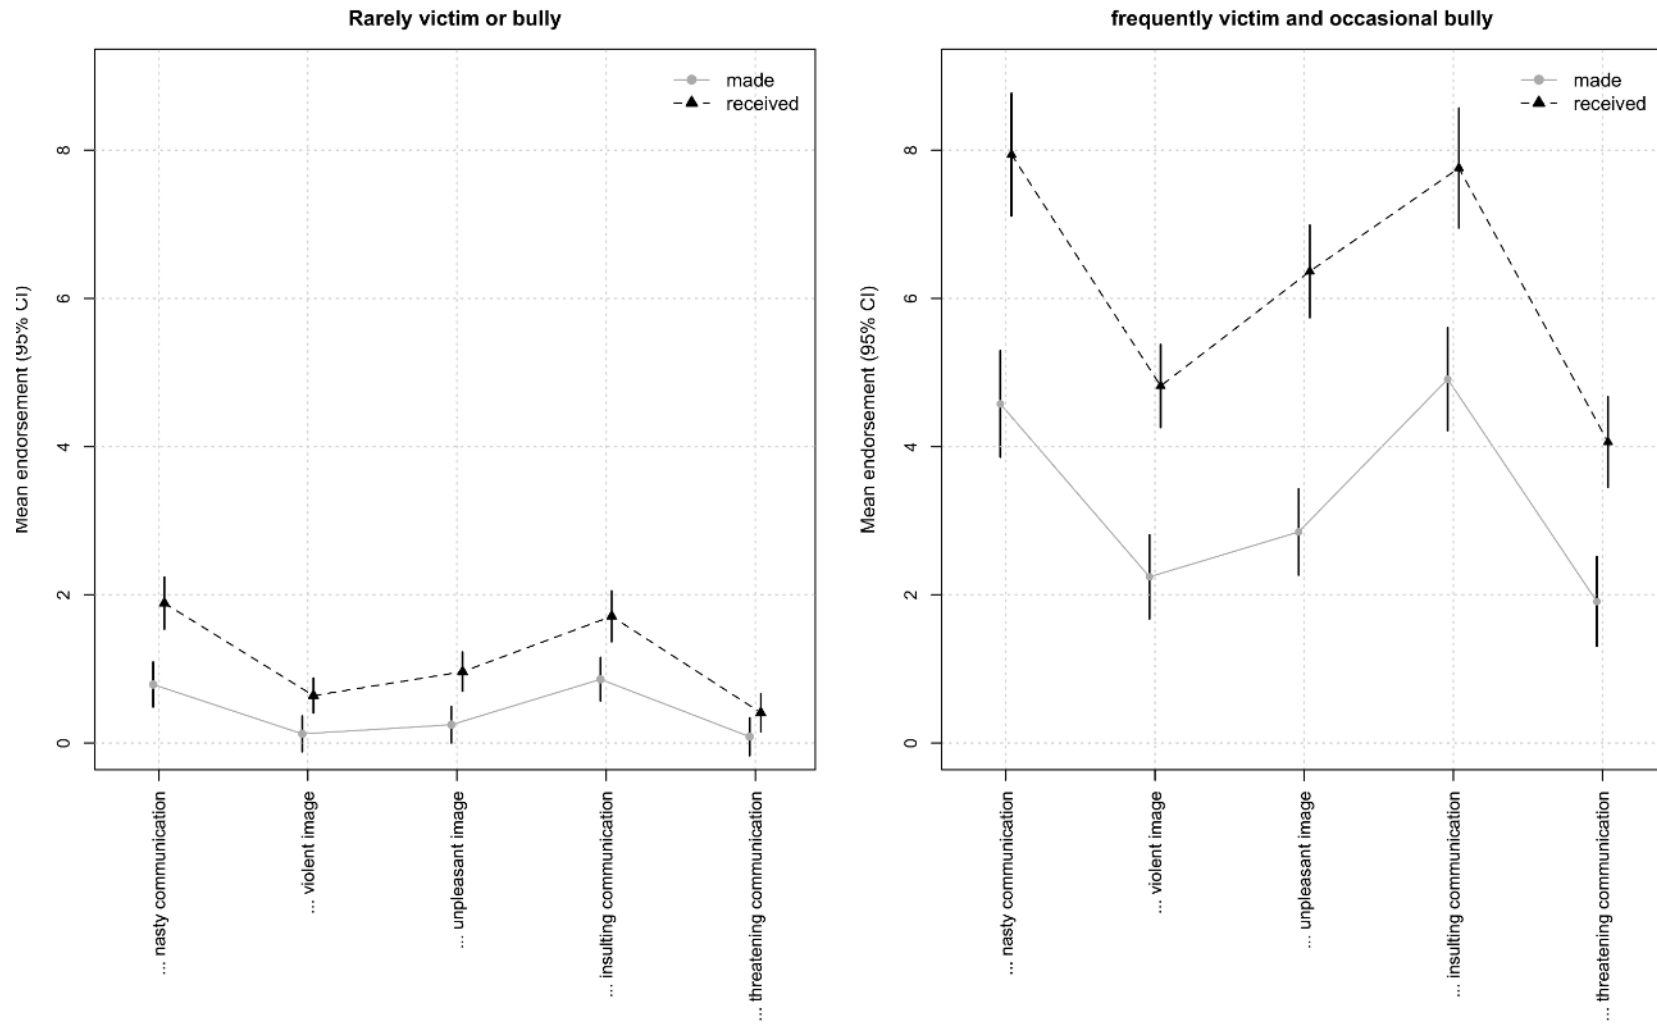 Rarely victim or bully
made
received
Mean endorsement (95% CI)
8
6
4
2
0
... nasty communication
... violent image
... unpleasant image
... insulting communication
... threatening communication
frequently victim and occasional bully
made
received
Mean endorsement (95% CI)
8
6
4
2
0
... nasty communication
... violent image
... unpleasant image
... insulting communication
... threatening communication